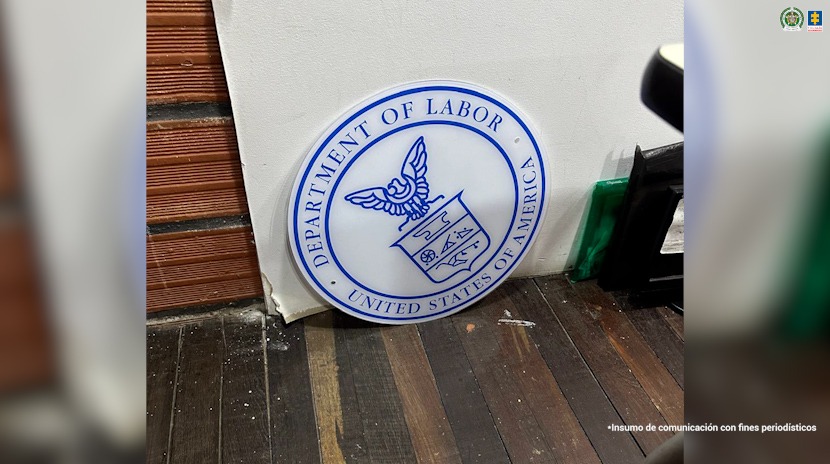 DEPARTMENT OF LABOR
UNITED STATES OF AMERICA
*Insumo de comunicación con fines periodísticos